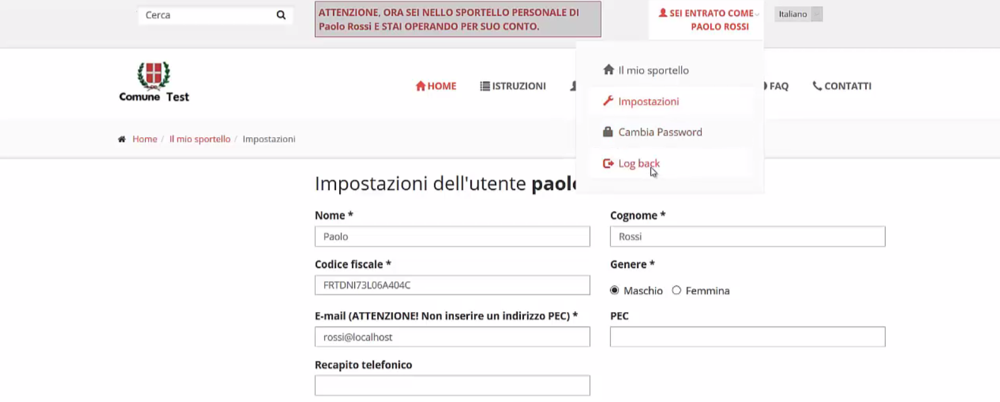 Cerca
ATTENZIONE, ORA SEI NELLO SPORTELLO PERSONALE DI
Paolo Rossi E STAI OPERANDO PER SUO CONTO.
SEI ENTRATO COME
PAOLO ROSSI
Italiano
Il mio sportello
Impostazioni
Cambia Password
Log back
Comune Test
HOME
ISTRUZIONI
FAQ
CONTATTI
Home / Il mio sportello / Impostazioni
Impostazioni dell'utente
Nome *
Cognome *
Paolo
Rossi
Codice fiscale *
Genere *
FRTDNI73L06A404C
Maschio
Femmina
E-mail (ATTENZIONE! Non inserire un indirizzo PEC) *
PEC
rossi@localhost
Recapito telefonico